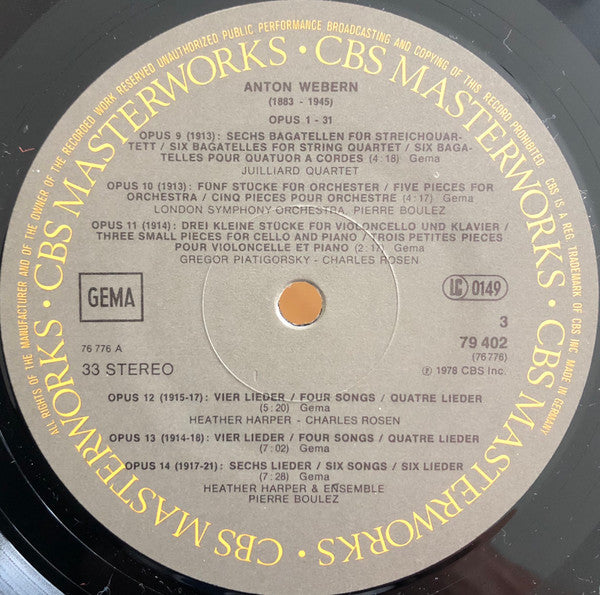 ALL RIGHTS OF THE MANUFACTURER AND OF THE OWNER OF THE RECORDED WORK RESERVED UNAUTHORIZED PUBLIC PERFORMANCE BROADCASTING AND COPYING OF THIS RECORD PROHIBITED. CBS IS A REG. TRADEMARK OF CBS INC MADE IN GERMANY
CBS MASTERWORKS · CBS MASTERWORKS · CBS MASTERWORKS · CBS MASTERWORKS ·
ANTON WEBERN
(1883 - 1945)
OPUS 1 - 31
OPUS 9 (1913): SECHS BAGATELLEN FÜR STREICHQUAR-
TETT / SIX BAGATELLES FOR STRING QUARTET / SIX BAGA-
TELLES POUR QUATUOR A CORDES (4:18) Gema
JUILLIARD QUARTET
OPUS 10 (1913): FÜNF STÜCKE FÜR ORCHESTER / FIVE PIECES FOR
ORCHESTRA / CINQ PIECES POUR ORCHESTRE (4:17) Gema
LONDON SYMPHONY ORCHESTRA, PIERRE BOULEZ
OPUS 11 (1914): DREI KLEINE STÜCKE FÜR VIOLONCELLO UND KLAVIER /
THREE SMALL PIECES FOR CELLO AND PIANO / TROIS PETITES PIECES
POUR VIOLONCELLE ET PIANO (2:17) Gema
GREGOR PIATIGORSKY - CHARLES ROSEN
GEMA
LC 0149
76 776 A
33 STEREO
3
79 402
(76 776)
℗ 1978 CBS Inc.
OPUS 12 (1915-17): VIER LIEDER / FOUR SONGS / QUATRE LIEDER
(5:20) Gema
HEATHER HARPER - CHARLES ROSEN
OPUS 13 (1914-18): VIER LIEDER / FOUR SONGS / QUATRE LIEDER
(7:02) Gema
OPUS 14 (1917-21): SECHS LIEDER / SIX SONGS / SIX LIEDER
(7:28) Gema
HEATHER HARPER & ENSEMBLE
PIERRE BOULEZ